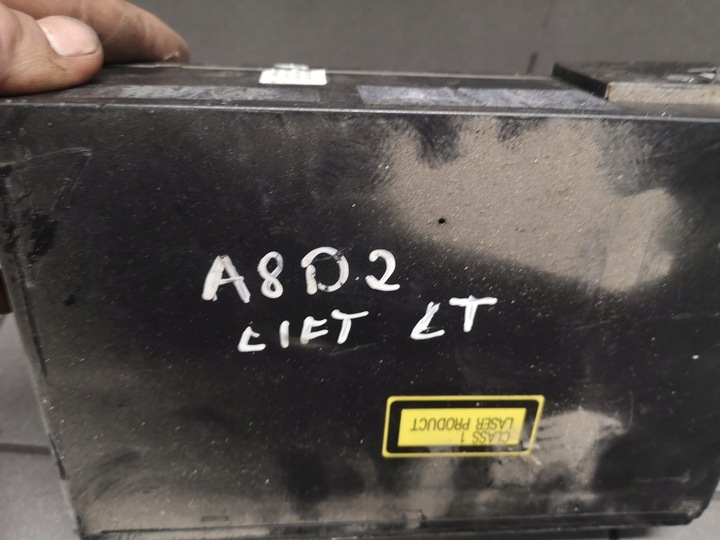 A8D2
LIFT LT
CLASS 1
LASER PRODUCT